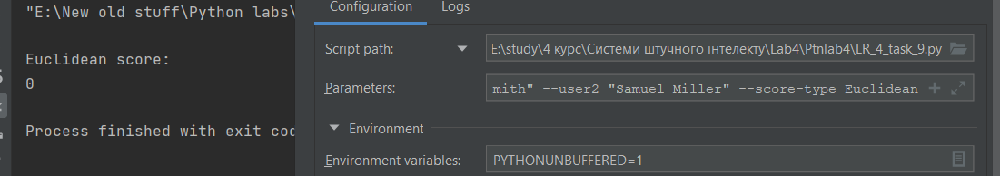 "E:\New old stuff\Python labs\
Euclidean score:
0
Process finished with exit cod
Configuration Logs
Script path: E:\study\4 курс\Системи штучного інтелекту\Lab4\Ptnlab4\LR_4_task_9.py
Parameters: mith" --user2 "Samuel Miller" --score-type Euclidean
Environment
Environment variables: PYTHONUNBUFFERED=1